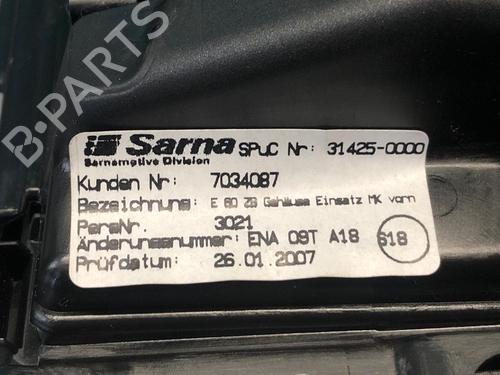 B-PARTS
Sarna SPuC Nr: 31425-0000
Sarnamotive Division
Kunden Nr: 7034087
Bezeichnung: E 60 ZB Gehäuse Einsatz MK vorn
PersNr. 3021
Änderungsnummer: ENA 09T A18 618
Prüfdatum: 26.01.2007